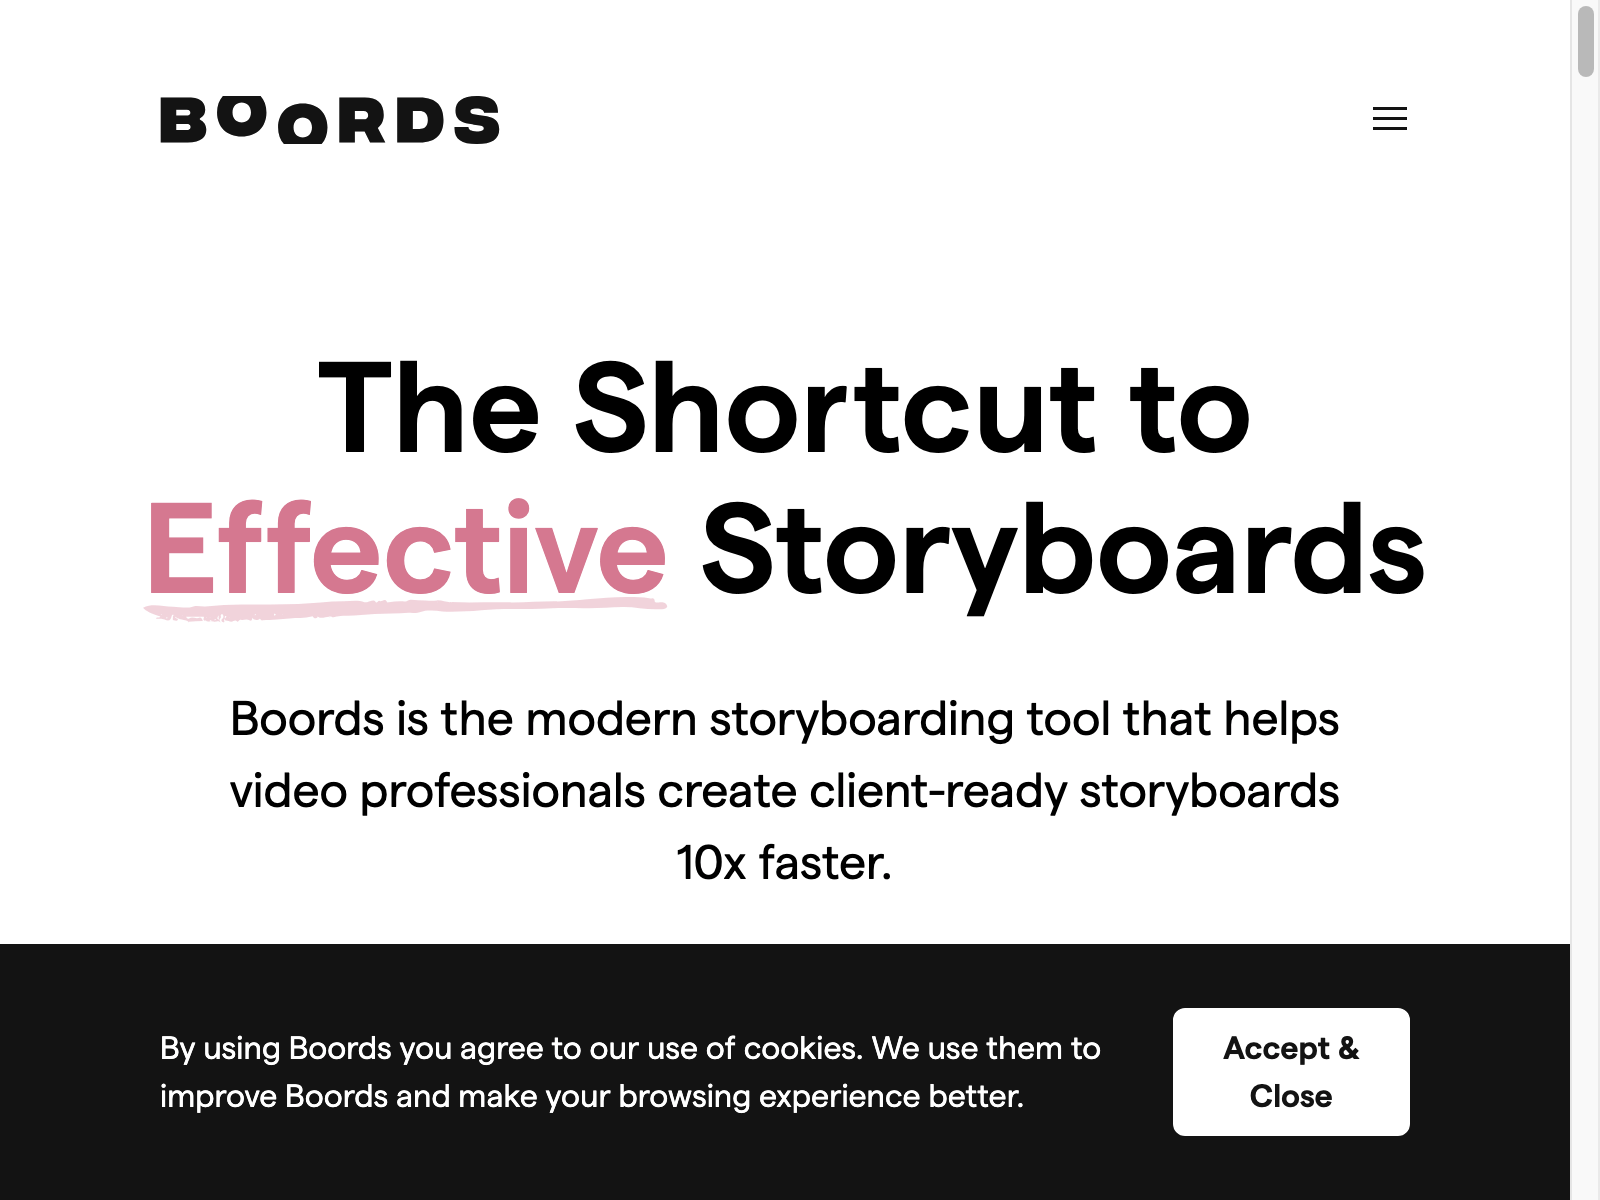 BOORDS
The Shortcut to
Effective Storyboards
Boords is the modern storyboarding tool that helps
video professionals create client-ready storyboards
10x faster.
By using Boords you agree to our use of cookies. We use them to
improve Boords and make your browsing experience better.
Accept &
Close